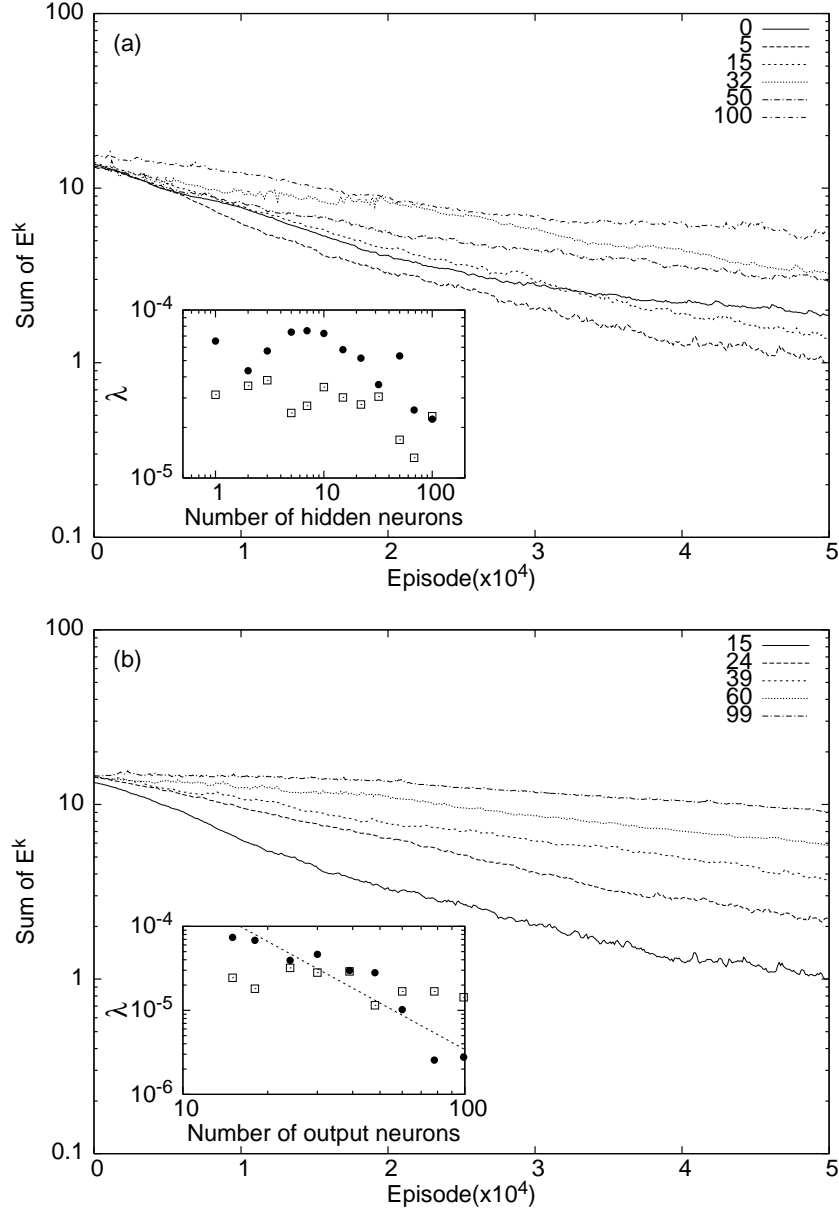 100
(a)
0
5
15
32
50
100
10
Sum of E^k
10^-4
λ
1
10^-5
1 10 100
Number of hidden neurons
0.1
0 1 2 3 4 5
Episode(x10^4)
100
(b)
15
24
39
60
99
10
Sum of E^k
10^-4
1
λ
10^-5
10^-6
10 100
Number of output neurons
0.1
0 1 2 3 4 5
Episode(x10^4)